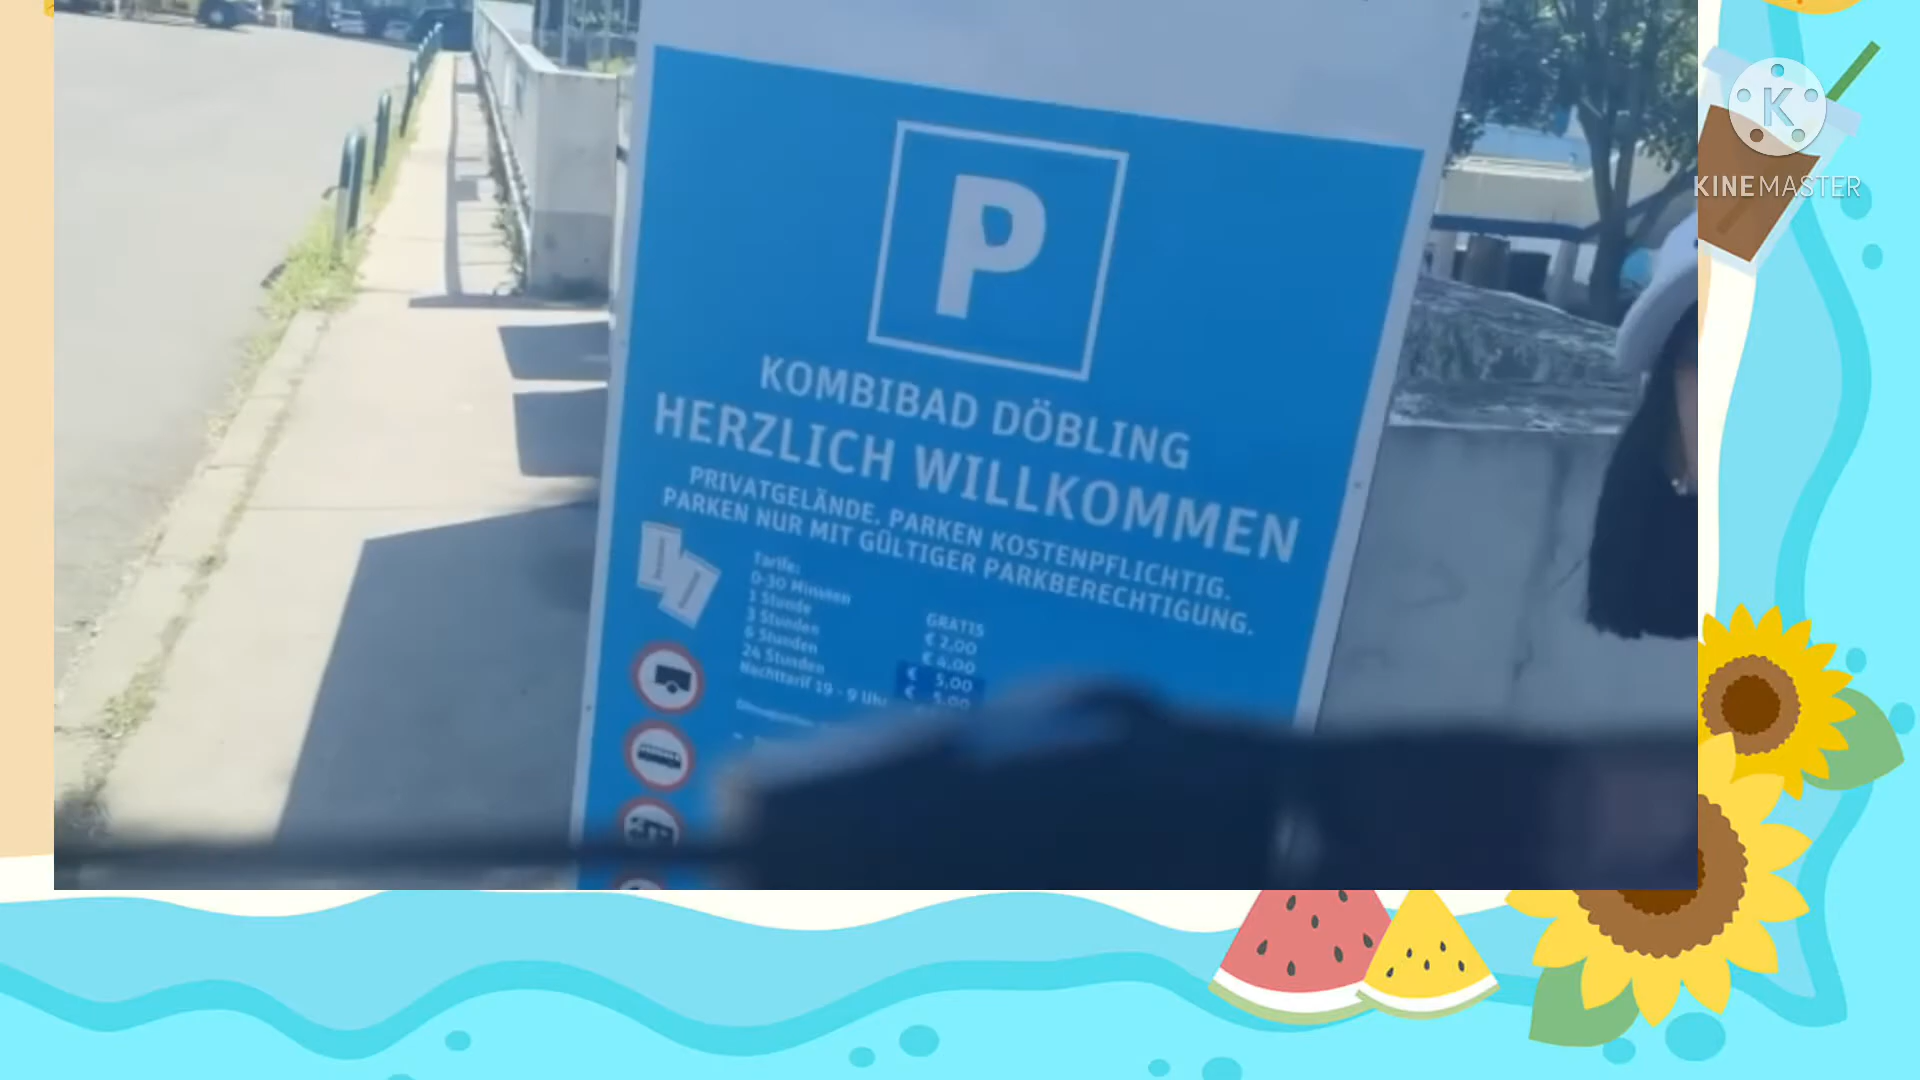 P
KOMBIBAD DÖBLING
HERZLICH WILLKOMMEN
PRIVATGELÄNDE. PARKEN KOSTENPFLICHTIG.
PARKEN NUR MIT GÜLTIGER PARKBERECHTIGUNG.
Tarife:
0-30 Minuten GRATIS
1 Stunde € 2,00
3 Stunden € 4,00
6 Stunden € 5,00
24 Stunden € 5,00
Nachttarif 19 - 9 Uhr
K
KINEMASTER